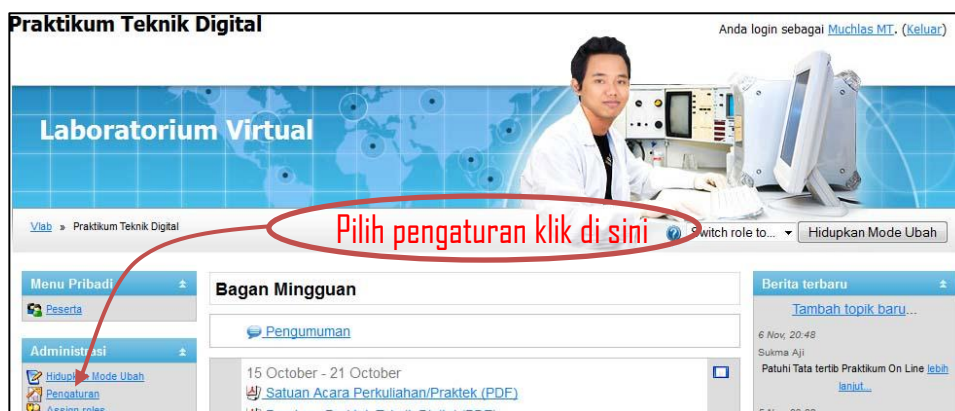 Praktikum Teknik Digital
Anda login sebagai Muchlas MT. (Keluar)
Laboratorium Virtual
Vlab » Praktikum Teknik Digital
Pilih pengaturan klik di sini
Switch role to...
Hidupkan Mode Ubah
Menu Pribadi
Peserta
Administrasi
Hidupkan Mode Ubah
Pengaturan
Assign roles
Bagan Mingguan
Pengumuman
15 October - 21 October
Satuan Acara Perkuliahan/Praktek (PDF)
Berita terbaru
Tambah topik baru...
6 Nov, 20:48
Sukma Aji
Patuhi Tata tertib Praktikum On Line lebih
lanjut...